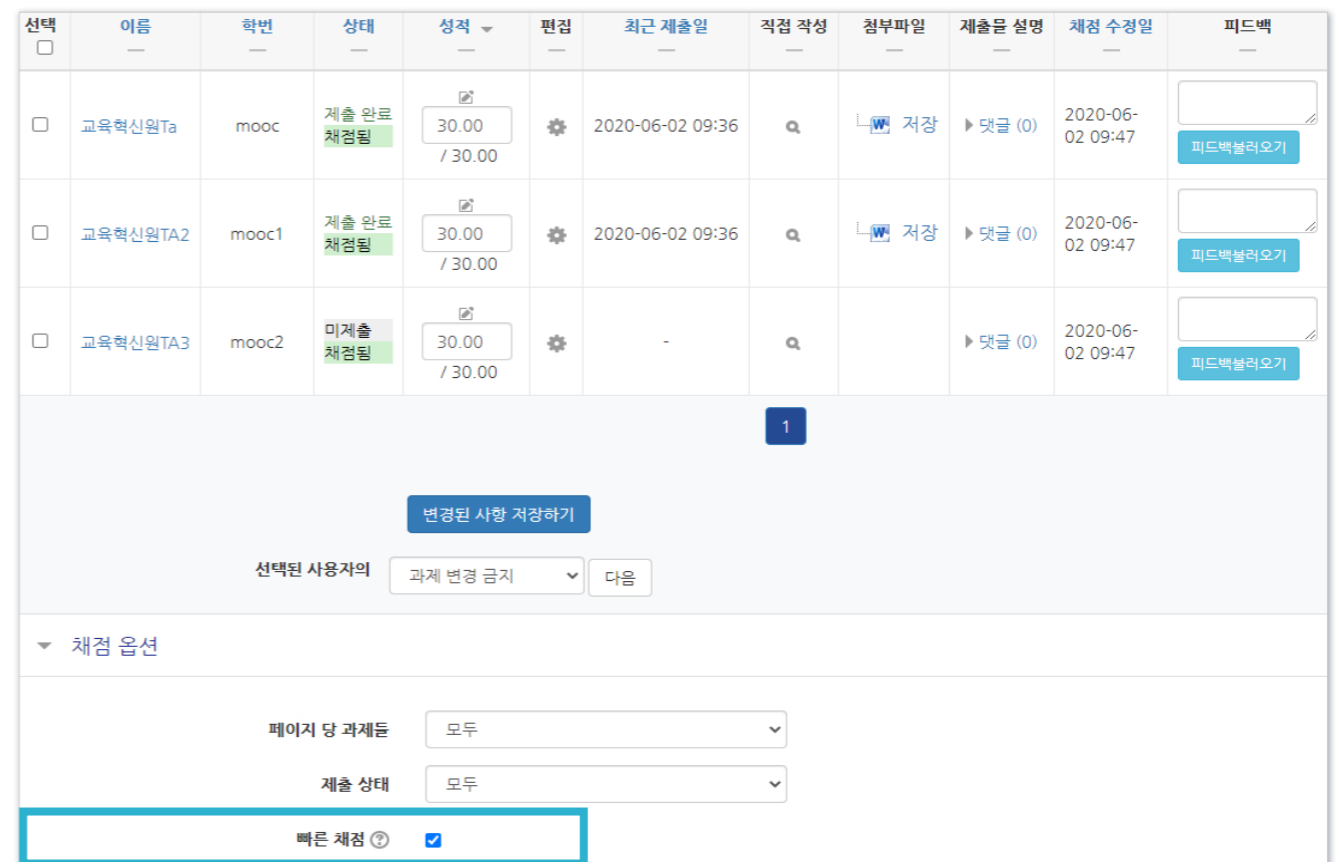 선택 이름 학번 상태 성적 편집 최근 제출일 직접 작성 첨부파일 제출물 설명 채점 수정일 피드백
교육혁신원Ta mooc 제출 완료 채점됨 30.00 / 30.00 2020-06-02 09:36 저장 댓글 (0) 2020-06-02 09:47 피드백불러오기
교육혁신원TA2 mooc1 제출 완료 채점됨 30.00 / 30.00 2020-06-02 09:36 저장 댓글 (0) 2020-06-02 09:47 피드백불러오기
교육혁신원TA3 mooc2 미제출 채점됨 30.00 / 30.00 - 댓글 (0) 2020-06-02 09:47 피드백불러오기
1
변경된 사항 저장하기
선택된 사용자의 과제 변경 금지 다음
채점 옵션
페이지 당 과제들 모두
제출 상태 모두
빠른 채점